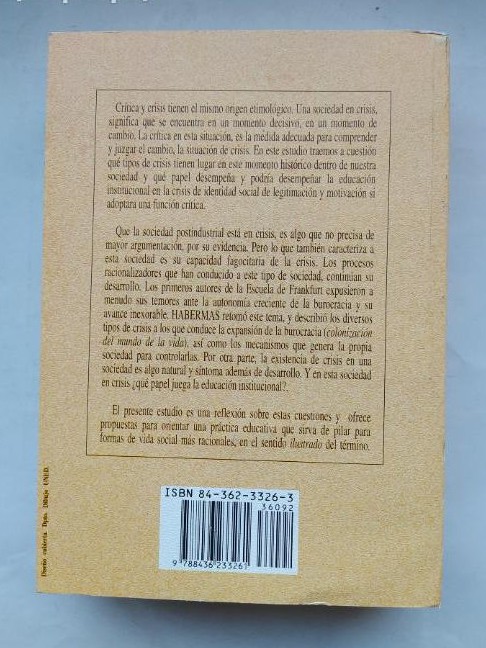 Crítica y crisis tienen el mismo origen etimológico. Una sociedad en crisis,
significa que se encuentra en un momento decisivo, en un momento de
cambio. La crítica en esta situación, es la medida adecuada para comprender
y juzgar el cambio, la situación de crisis. En este estudio traemos a cuestión
qué tipos de crisis tienen lugar en este momento histórico dentro de nuestra
sociedad y qué papel desempeña y podría desempeñar la educación
institucional en la crisis de identidad social de legitimación y motivación si
adoptara una función crítica.
Que la sociedad postindustrial está en crisis, es algo que no precisa de
mayor argumentación, por su evidencia. Pero lo que también caracteriza a
esta sociedad es su capacidad fagocitaria de la crisis. Los procesos
racionalizadores que han conducido a este tipo de sociedad, continúan su
desarrollo. Los primeros autores de la Escuela de Frankfurt expusieron a
menudo sus temores ante la autonomía creciente de la burocracia y su
avance inexorable. HABERMAS retomó este tema, y describió los diversos
tipos de crisis a los que conduce la expansión de la burocracia (colonización
del mundo de la vida), así como los mecanismos que genera la propia
sociedad para controlarlas. Por otra parte, la existencia de crisis en una
sociedad es algo natural y síntoma además de desarrollo. Y en esta sociedad
en crisis ¿qué papel juega la educación institucional?.
El presente estudio es una reflexión sobre estas cuestiones y ofrece
propuestas para orientar una práctica educativa que sirva de pilar para
formas de vida social más racionales, en el sentido ilustrado del término.
Diseño cubierta: Dpto. Dibujo UNED.
ISBN 84-362-3326-3
36092
9 788436 233261